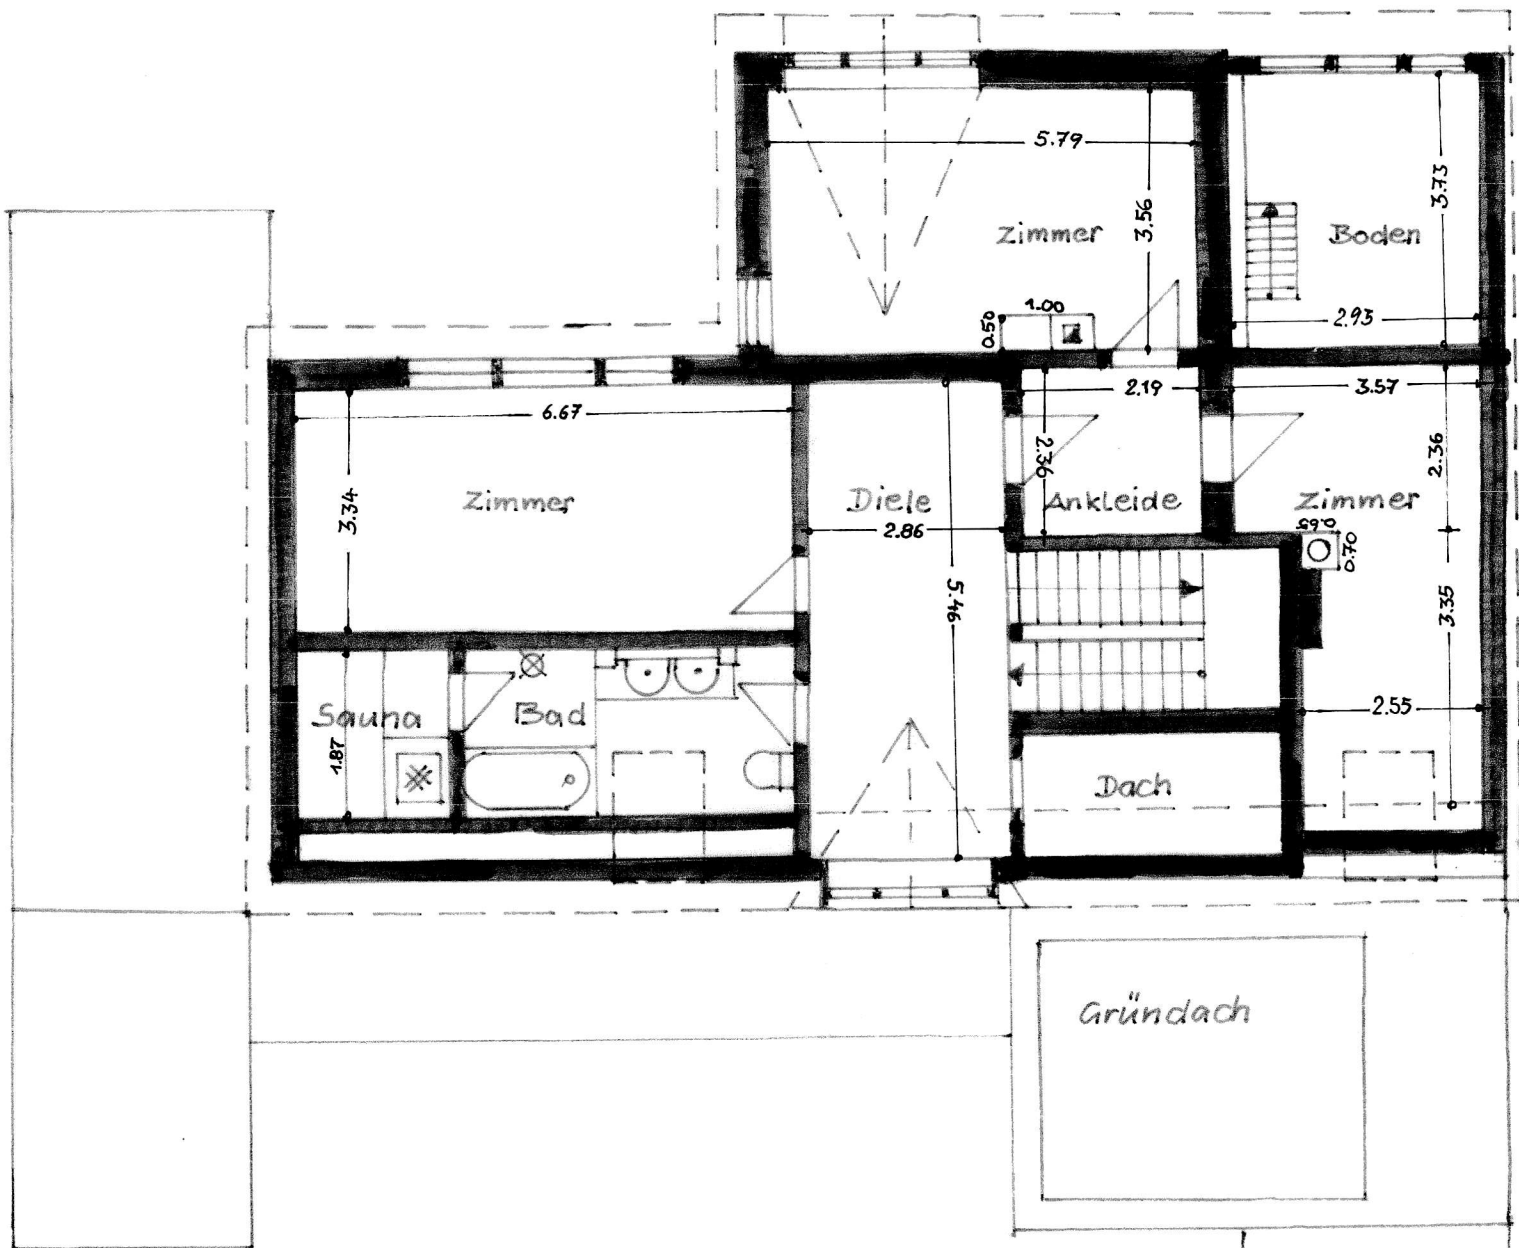 5.79
3.56
3.73
Zimmer
Boden
0.50
1.00
2.93
6.67
2.19
3.57
3.34
2.36
2.36
Zimmer
Diele
2.86
Ankleide
Zimmer
0.65
0.70
5.46
3.35
Sauna
Bad
1.87
2.55
Dach
Gründach